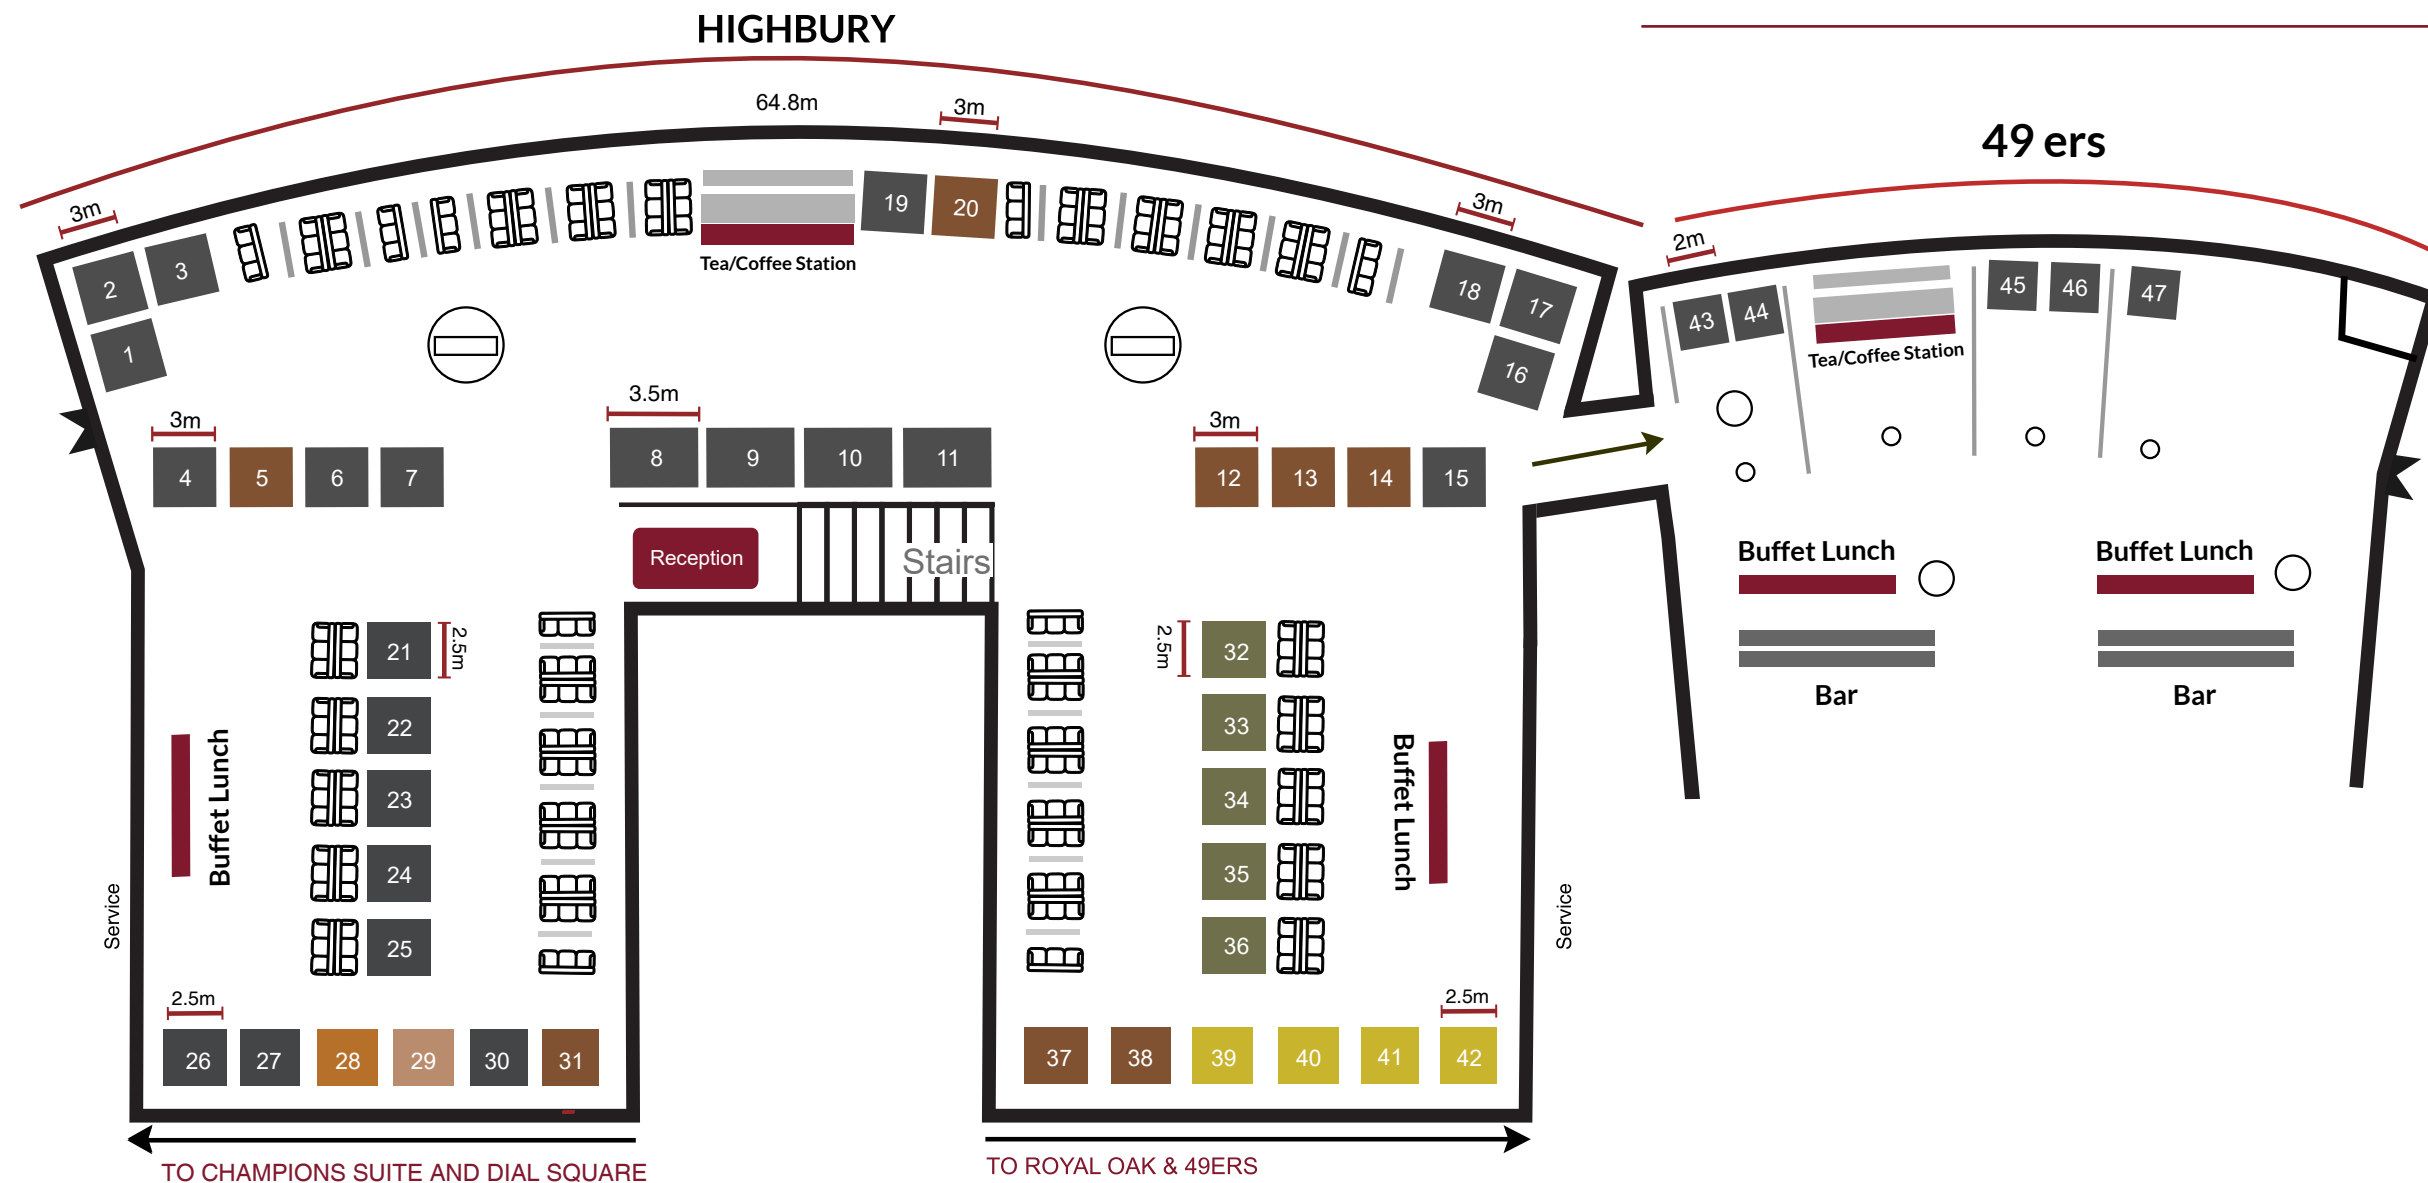 HIGHBURY
64.8m
3m
3m
3m
49 ers
2m
2
3
1
19
20
Tea/Coffee Station
18
17
16
43
44
Tea/Coffee Station
45
46
47
3m
4
5
6
7
3.5m
8
9
10
11
3m
12
13
14
15
Reception
Stairs
Buffet Lunch
Bar
Buffet Lunch
Bar
21
2.5m
22
23
24
25
Buffet Lunch
Service
2.5m
32
33
34
35
36
Buffet Lunch
Service
2.5m
26
27
28
29
30
31
2.5m
37
38
39
40
41
42
TO CHAMPIONS SUITE AND DIAL SQUARE
TO ROYAL OAK & 49ERS